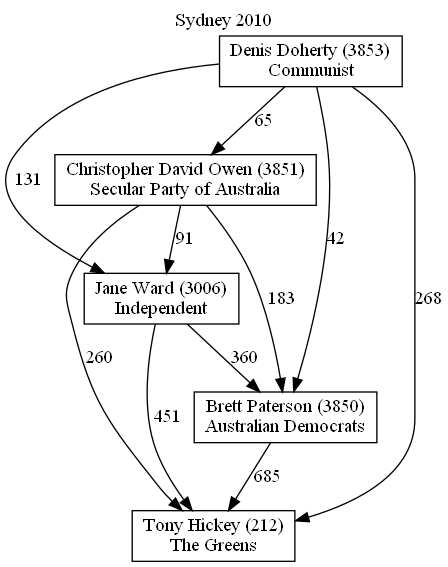 Sydney 2010
Denis Doherty (3853)
Communist
65
Christopher David Owen (3851)
Secular Party of Australia
131
91
42
Jane Ward (3006)
Independent
183
268
260
360
451
Brett Paterson (3850)
Australian Democrats
685
Tony Hickey (212)
The Greens